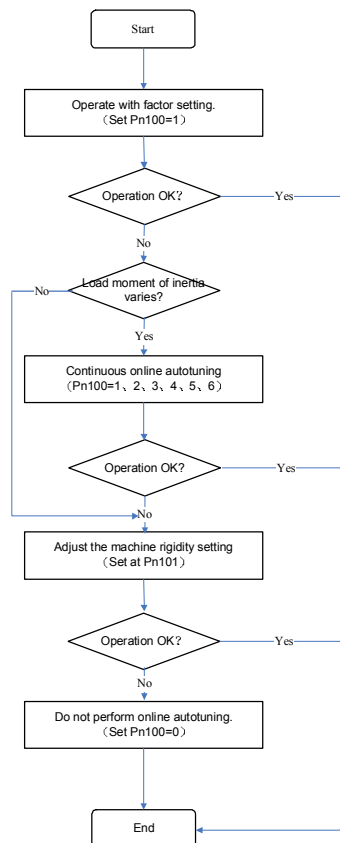 Start
Operate with factor setting.
（Set Pn100=1）
Operation OK?
Yes
No
Load moment of inertia
varies?
No
Yes
Continuous online autotuning
（Pn100=1、2、3、4、5、6）
Operation OK?
Yes
No
Adjust the machine rigidity setting
（Set at Pn101）
Operation OK?
Yes
No
Do not perform online autotuning.
（Set Pn100=0）
End